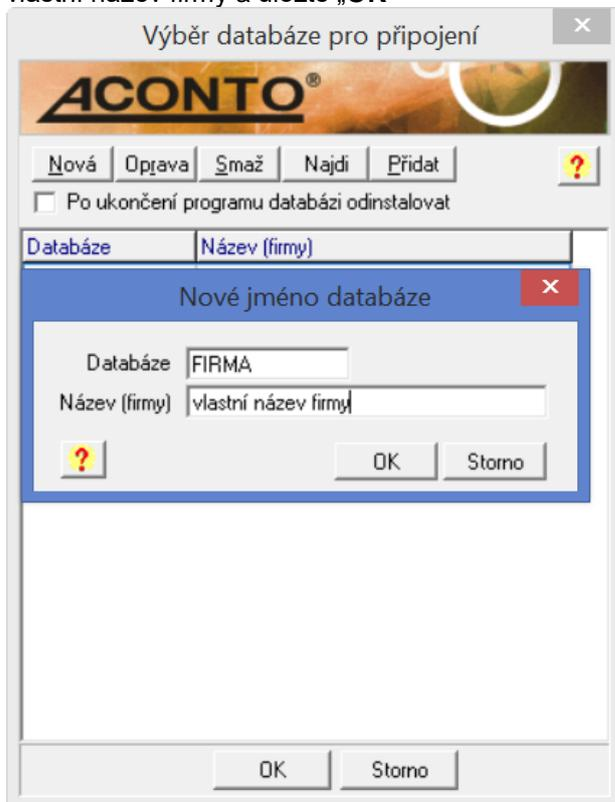 vlastní název firmy a uložte „OK“
Výběr databáze pro připojení
ACONTO®
Nová Oprava Smaž Najdi Přidat ?
Po ukončení programu databázi odinstalovat
Databáze Název (firmy)
Nové jméno databáze
Databáze FIRMA
Název (firmy) vlastní název firmy
? OK Storno
OK Storno